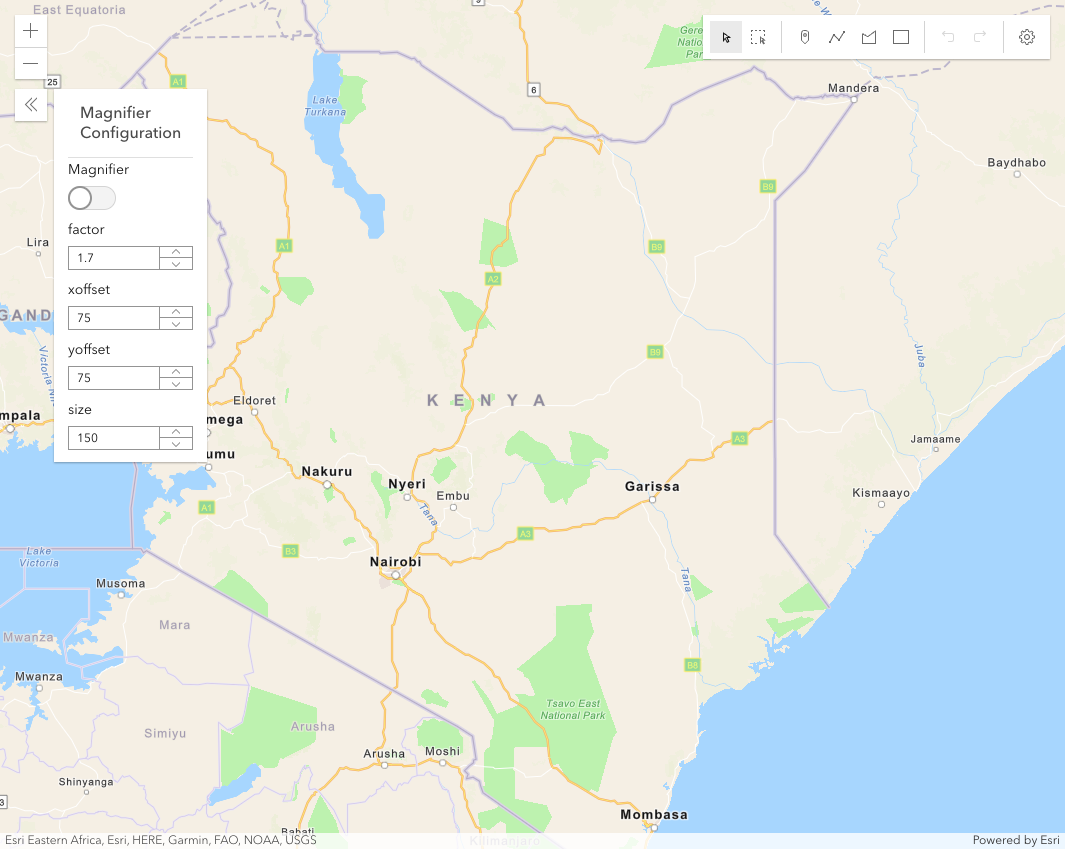 East Equatoria
9
W
Gere
Natio
Par
25
A1
6
Lake
Turkana
Mandera
Magnifier
Configuration
Baydhabo
B9
Magnifier
Lira
factor
A1
B9
1.7
A2
xoffset
GAND
75
Victoria Ni
yoffset
B9
Juba
75
Eldoret
KENYA
size
mpala
mega
150
A3
Jamaame
umu
Nakuru
Nyeri
Embu
Garissa
Kismaayo
A1
Tana
A3
Lake
Victoria
B3
Nairobi
Tana
Musoma
Mara
Mwanza
B8
Mwanza
Tsavo East
National Park
Simiyu
Arusha
Arusha
Moshi
Shinyanga
3
Mombasa
Babati
Kilimanjaro
Esri Eastern Africa, Esri, HERE, Garmin, FAO, NOAA, USGS
Powered by Esri